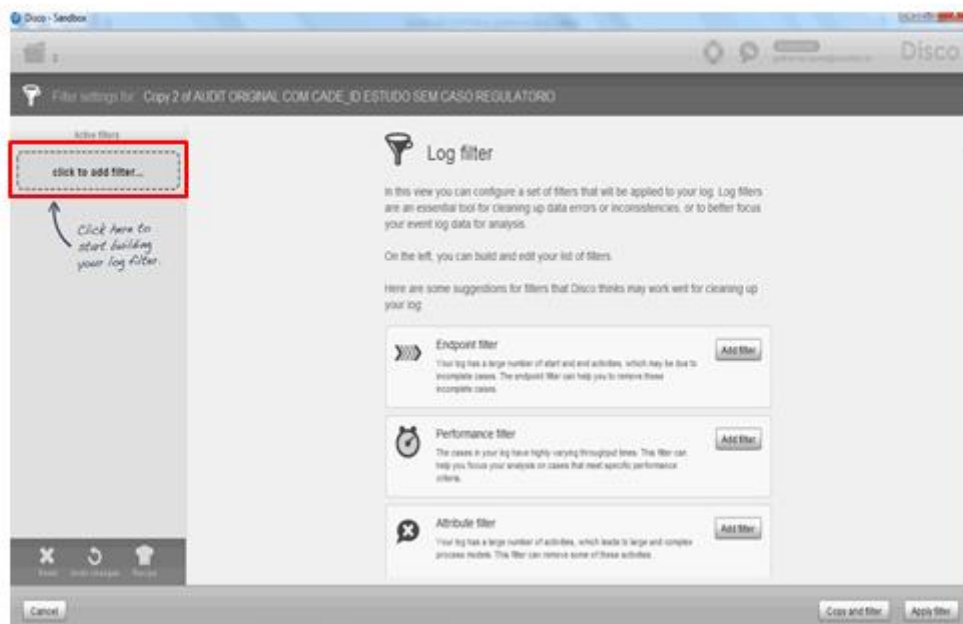 Disco - Sandbox
Disco
Filter settings for Copy 2 of AUDIT ORIGINAL COM CADE_ID ESTUDO SEM CASO REGULATORIO
Active filters
click to add filter...
Click here to
start building
your log filter.
Log filter
In this view you can configure a set of filters that will be applied to your log. Log filters
are an essential tool for cleaning up data errors or inconsistencies, or to better focus
your event log data for analysis.
On the left, you can build and edit your list of filters.
Here are some suggestions for filters that Disco thinks may work well for cleaning up
your log:
Endpoint filter
Your log has a large number of start and end activities, which may be due to
incomplete cases. The endpoint filter can help you to remove these
incomplete cases.
Add filter
Performance filter
The cases in your log have highly varying throughput times. This filter can
help you focus your analysis on cases that meet specific performance
criteria.
Add filter
Attribute filter
Your log has a large number of activities, which leads to large and complex
process models. This filter can remove some of these activities.
Add filter
Reset
Undo changes
Recipe
Cancel
Copy and filter
Apply filter